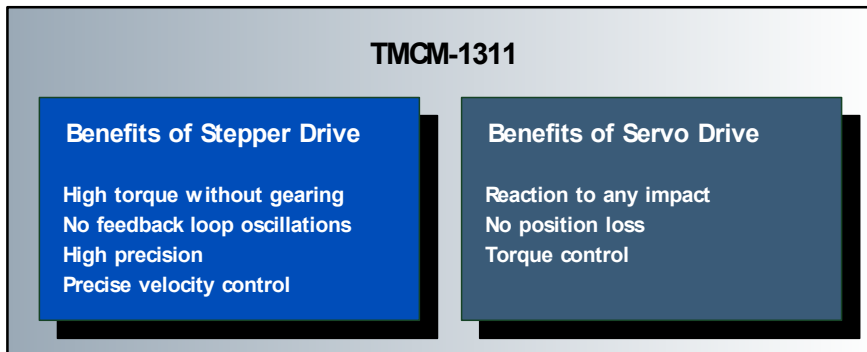 TMCM-1311
Benefits of Stepper Drive
High torque without gearing
No feedback loop oscillations
High precision
Precise velocity control
Benefits of Servo Drive
Reaction to any impact
No position loss
Torque control